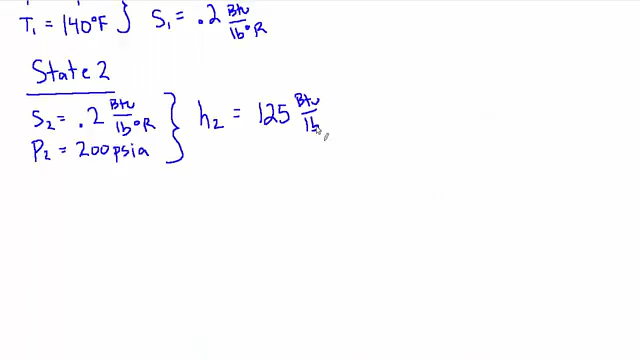 T₁ = 140°F } S₁ = .2 Btu/lb°R
State 2
S₂ = .2 Btu/lb°R } h₂ = 125 Btu/lb
P₂ = 200 psia